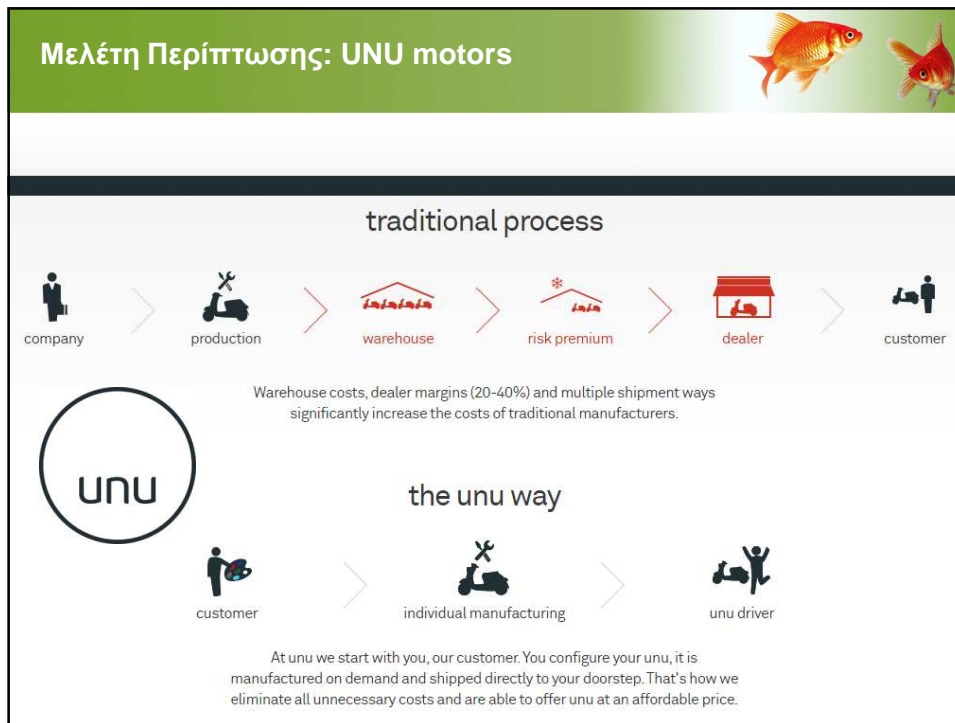 Μελέτη Περίπτωσης: UNU motors
traditional process
company
production
warehouse
risk premium
dealer
customer
Warehouse costs, dealer margins (20-40%) and multiple shipment ways
significantly increase the costs of traditional manufacturers.
unu
the unu way
customer
individual manufacturing
unu driver
At unu we start with you, our customer. You configure your unu, it is
manufactured on demand and shipped directly to your doorstep. That's how we
eliminate all unnecessary costs and are able to offer unu at an affordable price.